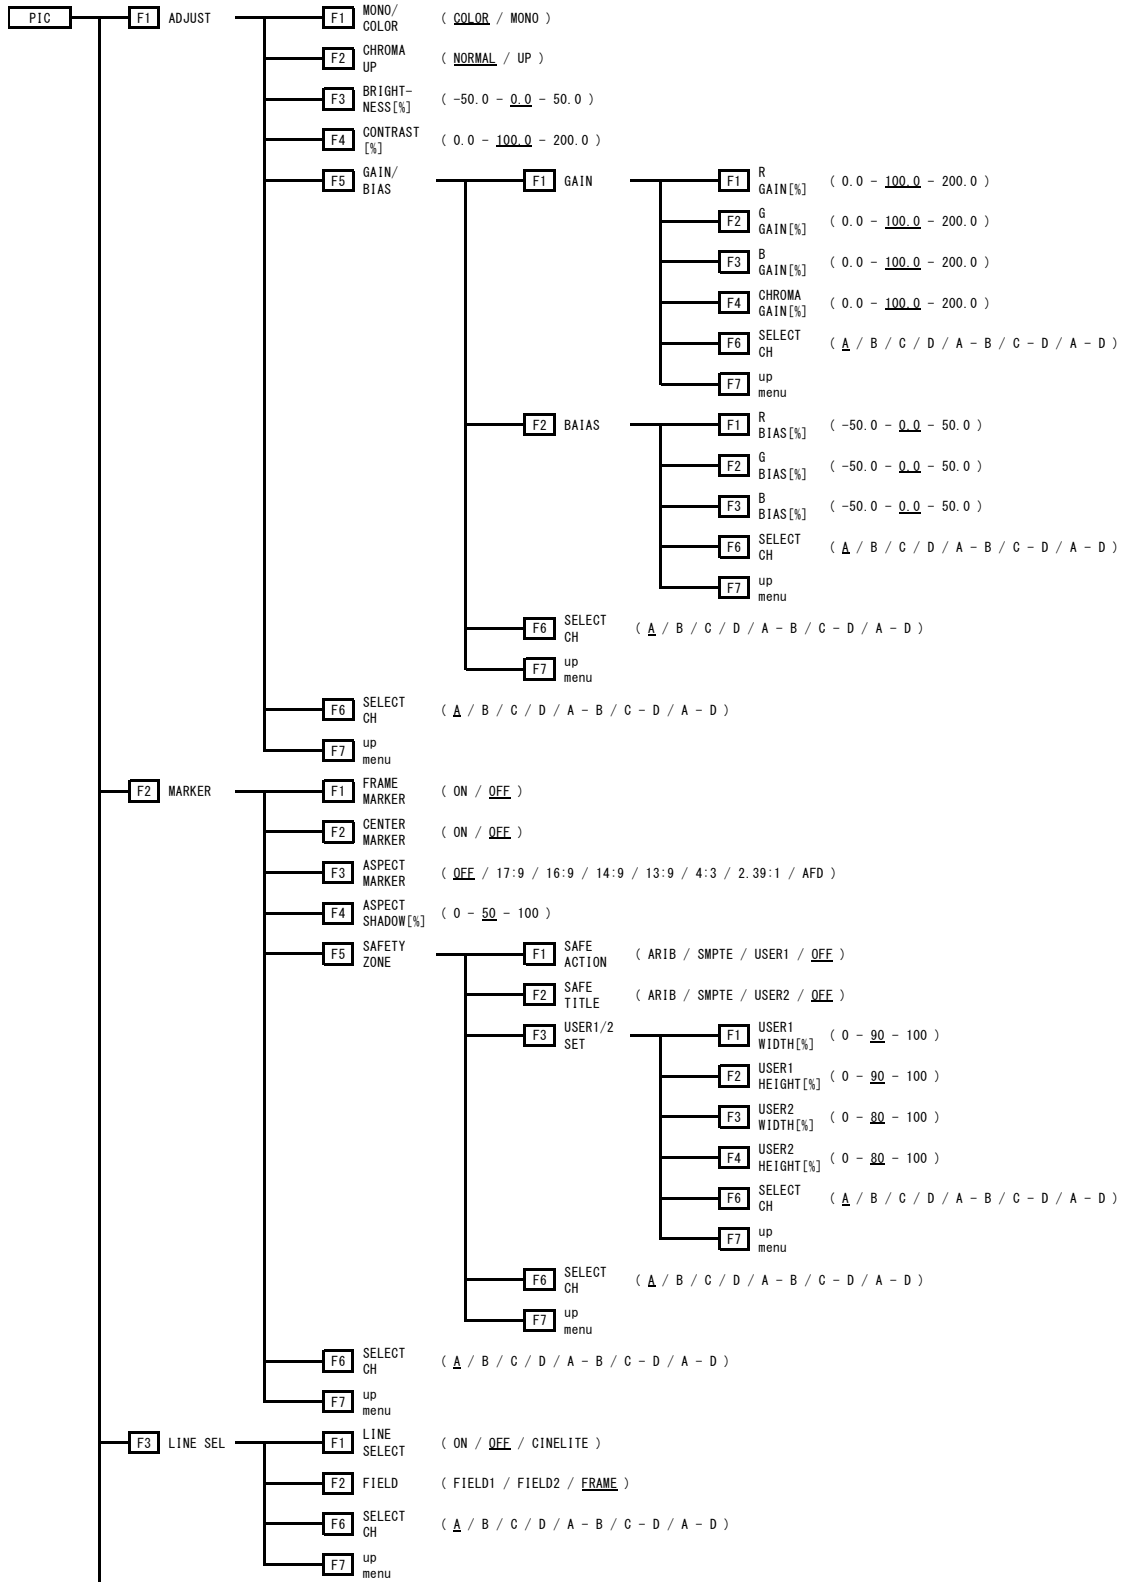 PIC
F1 ADJUST
F1 MONO/
COLOR ( COLOR / MONO )
F2 CHROMA
UP ( NORMAL / UP )
F3 BRIGHT-
NESS[%] ( -50.0 - 0.0 - 50.0 )
F4 CONTRAST
[%] ( 0.0 - 100.0 - 200.0 )
F5 GAIN/
BIAS
F1 GAIN
F1 R
GAIN[%] ( 0.0 - 100.0 - 200.0 )
F2 G
GAIN[%] ( 0.0 - 100.0 - 200.0 )
F3 B
GAIN[%] ( 0.0 - 100.0 - 200.0 )
F4 CHROMA
GAIN[%] ( 0.0 - 100.0 - 200.0 )
F6 SELECT
CH ( A / B / C / D / A - B / C - D / A - D )
F7 up
menu
F2 BAIAS
F1 R
BIAS[%] ( -50.0 - 0.0 - 50.0 )
F2 G
BIAS[%] ( -50.0 - 0.0 - 50.0 )
F3 B
BIAS[%] ( -50.0 - 0.0 - 50.0 )
F6 SELECT
CH ( A / B / C / D / A - B / C - D / A - D )
F7 up
menu
F6 SELECT
CH ( A / B / C / D / A - B / C - D / A - D )
F7 up
menu
F6 SELECT
CH ( A / B / C / D / A - B / C - D / A - D )
F7 up
menu
F2 MARKER
F1 FRAME
MARKER ( ON / OFF )
F2 CENTER
MARKER ( ON / OFF )
F3 ASPECT
MARKER ( OFF / 17:9 / 16:9 / 14:9 / 13:9 / 4:3 / 2.39:1 / AFD )
F4 ASPECT
SHADOW[%] ( 0 - 50 - 100 )
F5 SAFETY
ZONE
F1 SAFE
ACTION ( ARIB / SMPTE / USER1 / OFF )
F2 SAFE
TITLE ( ARIB / SMPTE / USER2 / OFF )
F3 USER1/2
SET
F1 USER1
WIDTH[%] ( 0 - 90 - 100 )
F2 USER1
HEIGHT[%] ( 0 - 90 - 100 )
F3 USER2
WIDTH[%] ( 0 - 80 - 100 )
F4 USER2
HEIGHT[%] ( 0 - 80 - 100 )
F6 SELECT
CH ( A / B / C / D / A - B / C - D / A - D )
F7 up
menu
F6 SELECT
CH ( A / B / C / D / A - B / C - D / A - D )
F7 up
menu
F6 SELECT
CH ( A / B / C / D / A - B / C - D / A - D )
F7 up
menu
F3 LINE SEL
F1 LINE
SELECT ( ON / OFF / CINELITE )
F2 FIELD ( FIELD1 / FIELD2 / FRAME )
F6 SELECT
CH ( A / B / C / D / A - B / C - D / A - D )
F7 up
menu